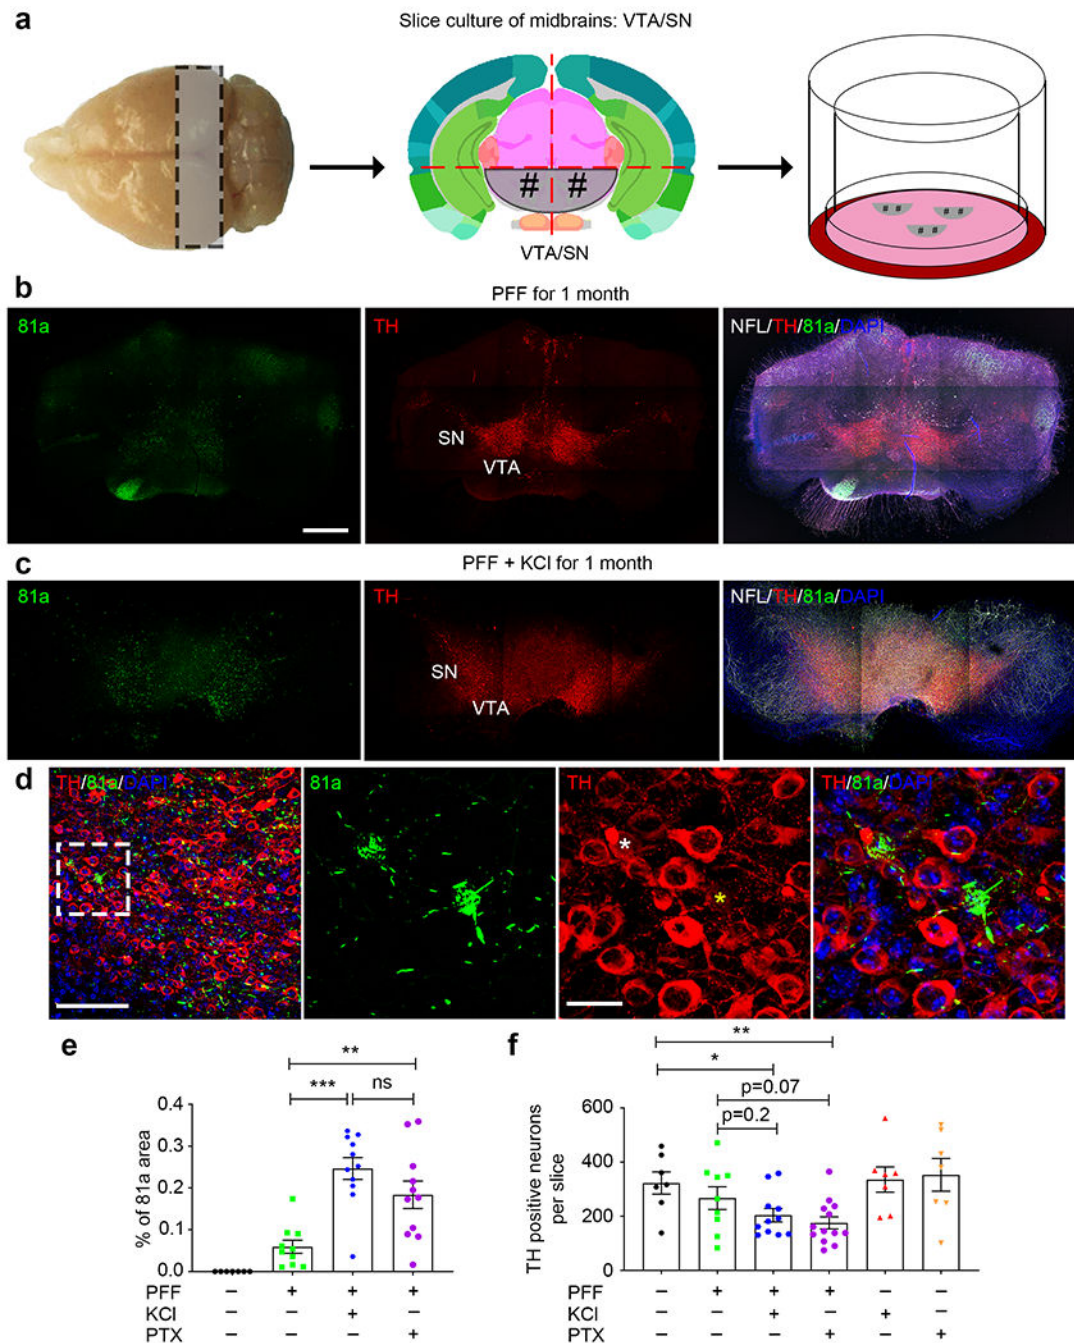 a
Slice culture of midbrains: VTA/SN
# #
# #
# #
# #
VTA/SN
b
PFF for 1 month
81a
TH
NFL/TH/81a/DAPI
SN
VTA
c
PFF + KCl for 1 month
81a
TH
NFL/TH/81a/DAPI
SN
VTA
d
TH/81a/DAPI
81a
TH
TH/81a/DAPI
*
*
e
**
***
ns
% of 81a area
0.4
0.3
0.2
0.1
0.0
PFF – + + +
KCl – – + –
PTX – – – +
f
**
*
p=0.07
p=0.2
TH positive neurons
per slice
600
400
200
0
PFF – + + + – –
KCl – – + – + –
PTX – – – + – +